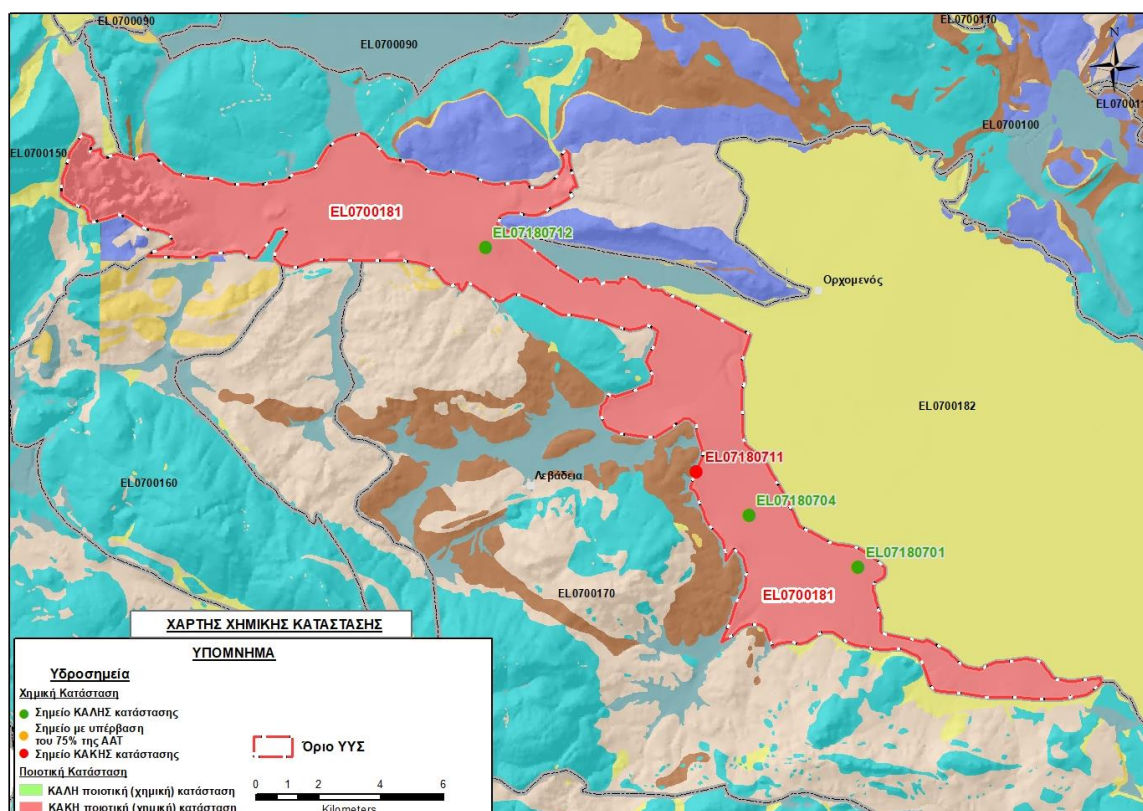 EL0700090
EL0700090
EL0700110
N
EL0700100
EL0700150
EL0700181
EL07180712
Ορχομενός
EL0700182
EL07180711
Λεβάδεια
EL0700160
EL07180704
EL07180701
EL0700170
EL0700181
ΧΑΡΤΗΣ ΧΗΜΙΚΗΣ ΚΑΤΑΣΤΑΣΗΣ
ΥΠΟΜΝΗΜΑ
Υδροσημεία
Χημική Κατάσταση
Σημείο ΚΑΛΗΣ κατάστασης
Σημείο με υπέρβαση
του 75% της ΑΑΤ
Σημείο ΚΑΚΗΣ κατάστασης
Όριο ΥΥΣ
Ποιοτική Κατάσταση
ΚΑΛΗ ποιοτική (χημική) κατάσταση
ΚΑΚΗ ποιοτική (χημική) κατάσταση
0 1 2 4 6
Kilometers